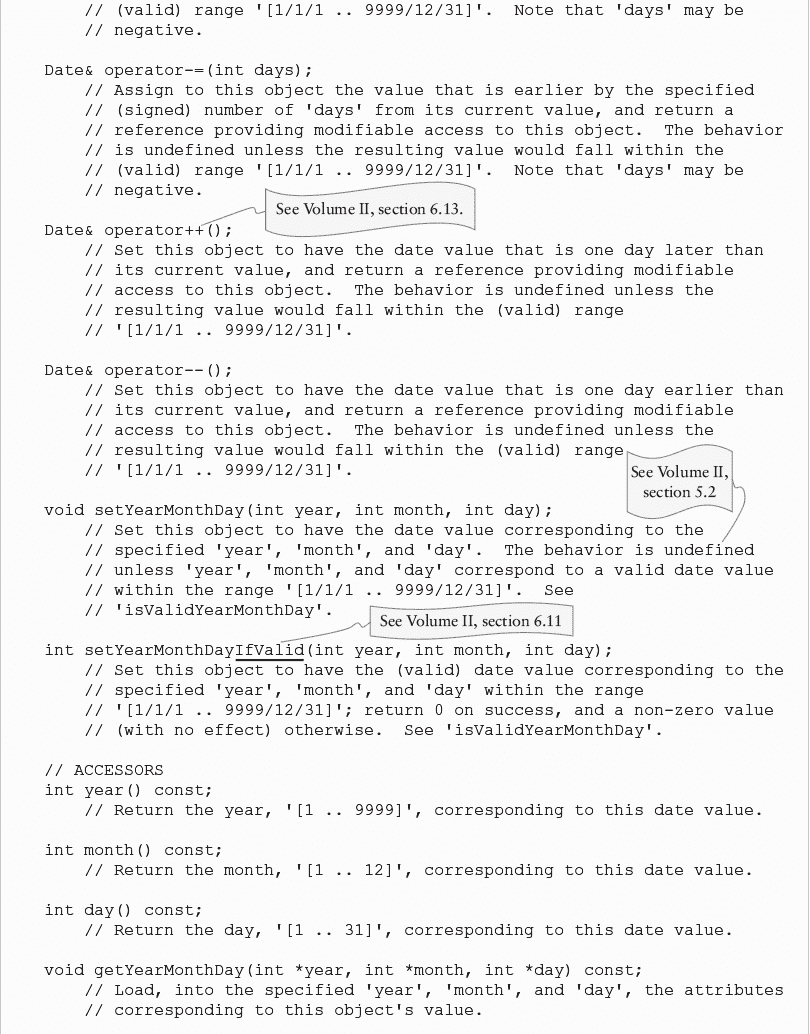 // (valid) range '[1/1/1 .. 9999/12/31]'.  Note that 'days' may be
// negative.
Date& operator-=(int days);
// Assign to this object the value that is earlier by the specified
// (signed) number of 'days' from its current value, and return a
// reference providing modifiable access to this object.  The behavior
// is undefined unless the resulting value would fall within the
// (valid) range '[1/1/1 .. 9999/12/31]'.  Note that 'days' may be
// negative.
See Volume II, section 6.13.
Date& operator++();
// Set this object to have the date value that is one day later than
// its current value, and return a reference providing modifiable
// access to this object.  The behavior is undefined unless the
// resulting value would fall within the (valid) range
// '[1/1/1 .. 9999/12/31]'.
Date& operator--();
// Set this object to have the date value that is one day earlier than
// its current value, and return a reference providing modifiable
// access to this object.  The behavior is undefined unless the
// resulting value would fall within the (valid) range
// '[1/1/1 .. 9999/12/31]'.
See Volume II,
section 5.2
void setYearMonthDay(int year, int month, int day);
// Set this object to have the date value corresponding to the
// specified 'year', 'month', and 'day'.  The behavior is undefined
// unless 'year', 'month', and 'day' correspond to a valid date value
// within the range '[1/1/1 .. 9999/12/31]'.  See
// 'isValidYearMonthDay'.
See Volume II, section 6.11
int setYearMonthDayIfValid(int year, int month, int day);
// Set this object to have the (valid) date value corresponding to the
// specified 'year', 'month', and 'day' within the range
// '[1/1/1 .. 9999/12/31]'; return 0 on success, and a non-zero value
// (with no effect) otherwise.  See 'isValidYearMonthDay'.
// ACCESSORS
int year() const;
// Return the year, '[1 .. 9999]', corresponding to this date value.
int month() const;
// Return the month, '[1 .. 12]', corresponding to this date value.
int day() const;
// Return the day, '[1 .. 31]', corresponding to this date value.
void getYearMonthDay(int *year, int *month, int *day) const;
// Load, into the specified 'year', 'month', and 'day', the attributes
// corresponding to this object's value.